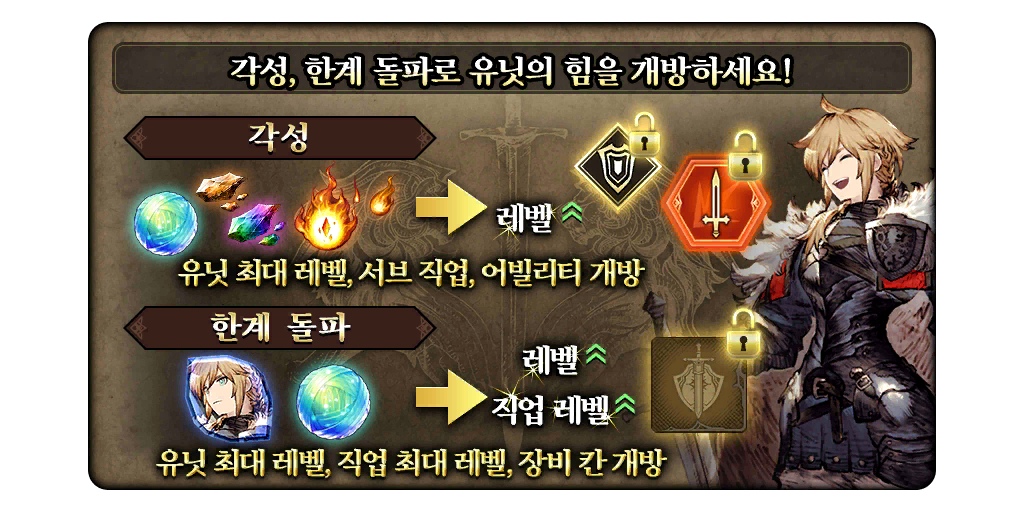 각성, 한계 돌파로 유닛의 힘을 개방하세요!
각성
레벨
유닛 최대 레벨, 서브 직업, 어빌리티 개방
한계 돌파
레벨
직업 레벨
유닛 최대 레벨, 직업 최대 레벨, 장비 칸 개방